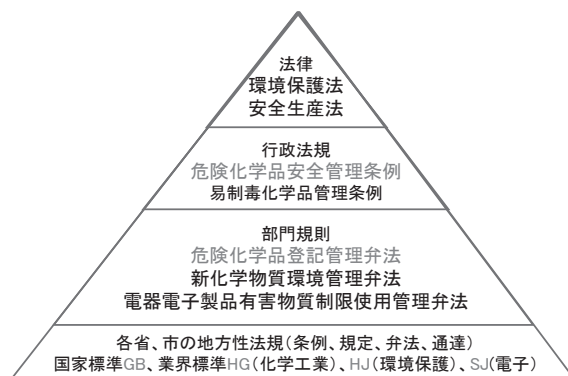 法律
環境保護法
安全生産法
行政法規
危険化学品安全管理条例
易制毒化学品管理条例
部門規則
危険化学品登記管理弁法
新化学物質環境管理弁法
電器電子製品有害物質制限使用管理弁法
各省、市の地方性法規（条例、規定、弁法、通達）
国家標準GB、業界標準HG（化学工業）、HJ（環境保護）、SJ(電子）